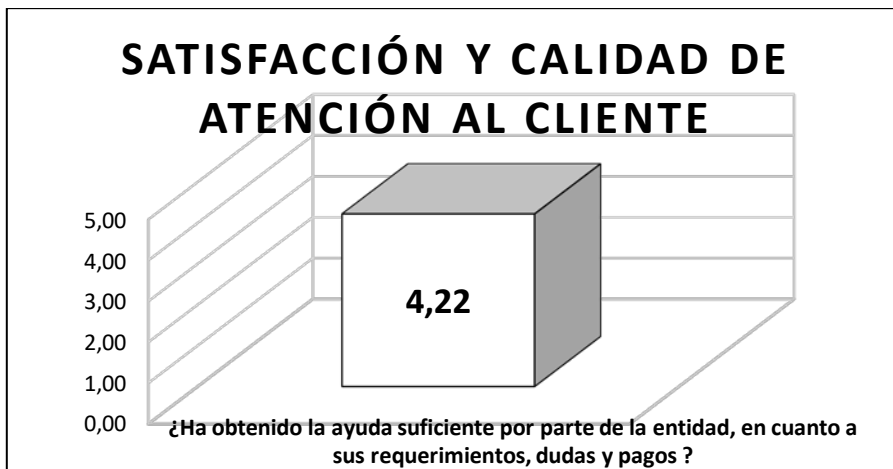 SATISFACCIÓN Y CALIDAD DE
ATENCIÓN AL CLIENTE
5,00
4,00
3,00
2,00
1,00
0,00
4,22
¿Ha obtenido la ayuda suficiente por parte de la entidad, en cuanto a
sus requerimientos, dudas y pagos ?